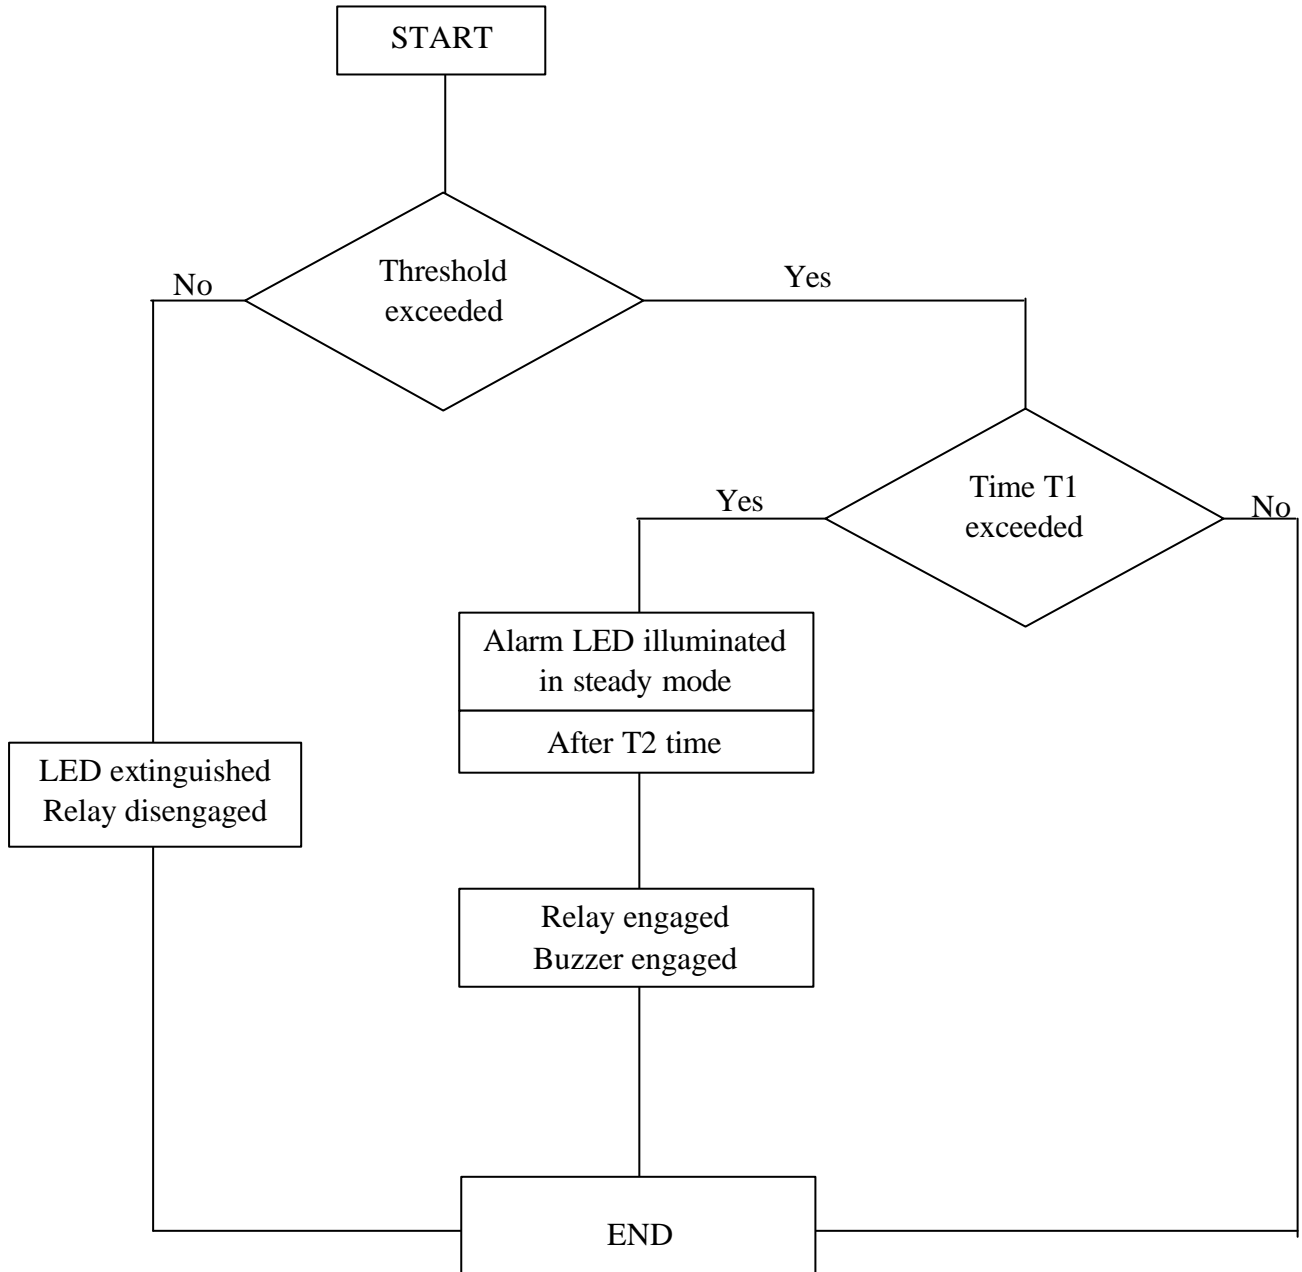 START
Threshold
exceeded
No
Yes
Time T1
exceeded
Yes
No
Alarm LED illuminated
in steady mode
After T2 time
LED extinguished
Relay disengaged
Relay engaged
Buzzer engaged
END